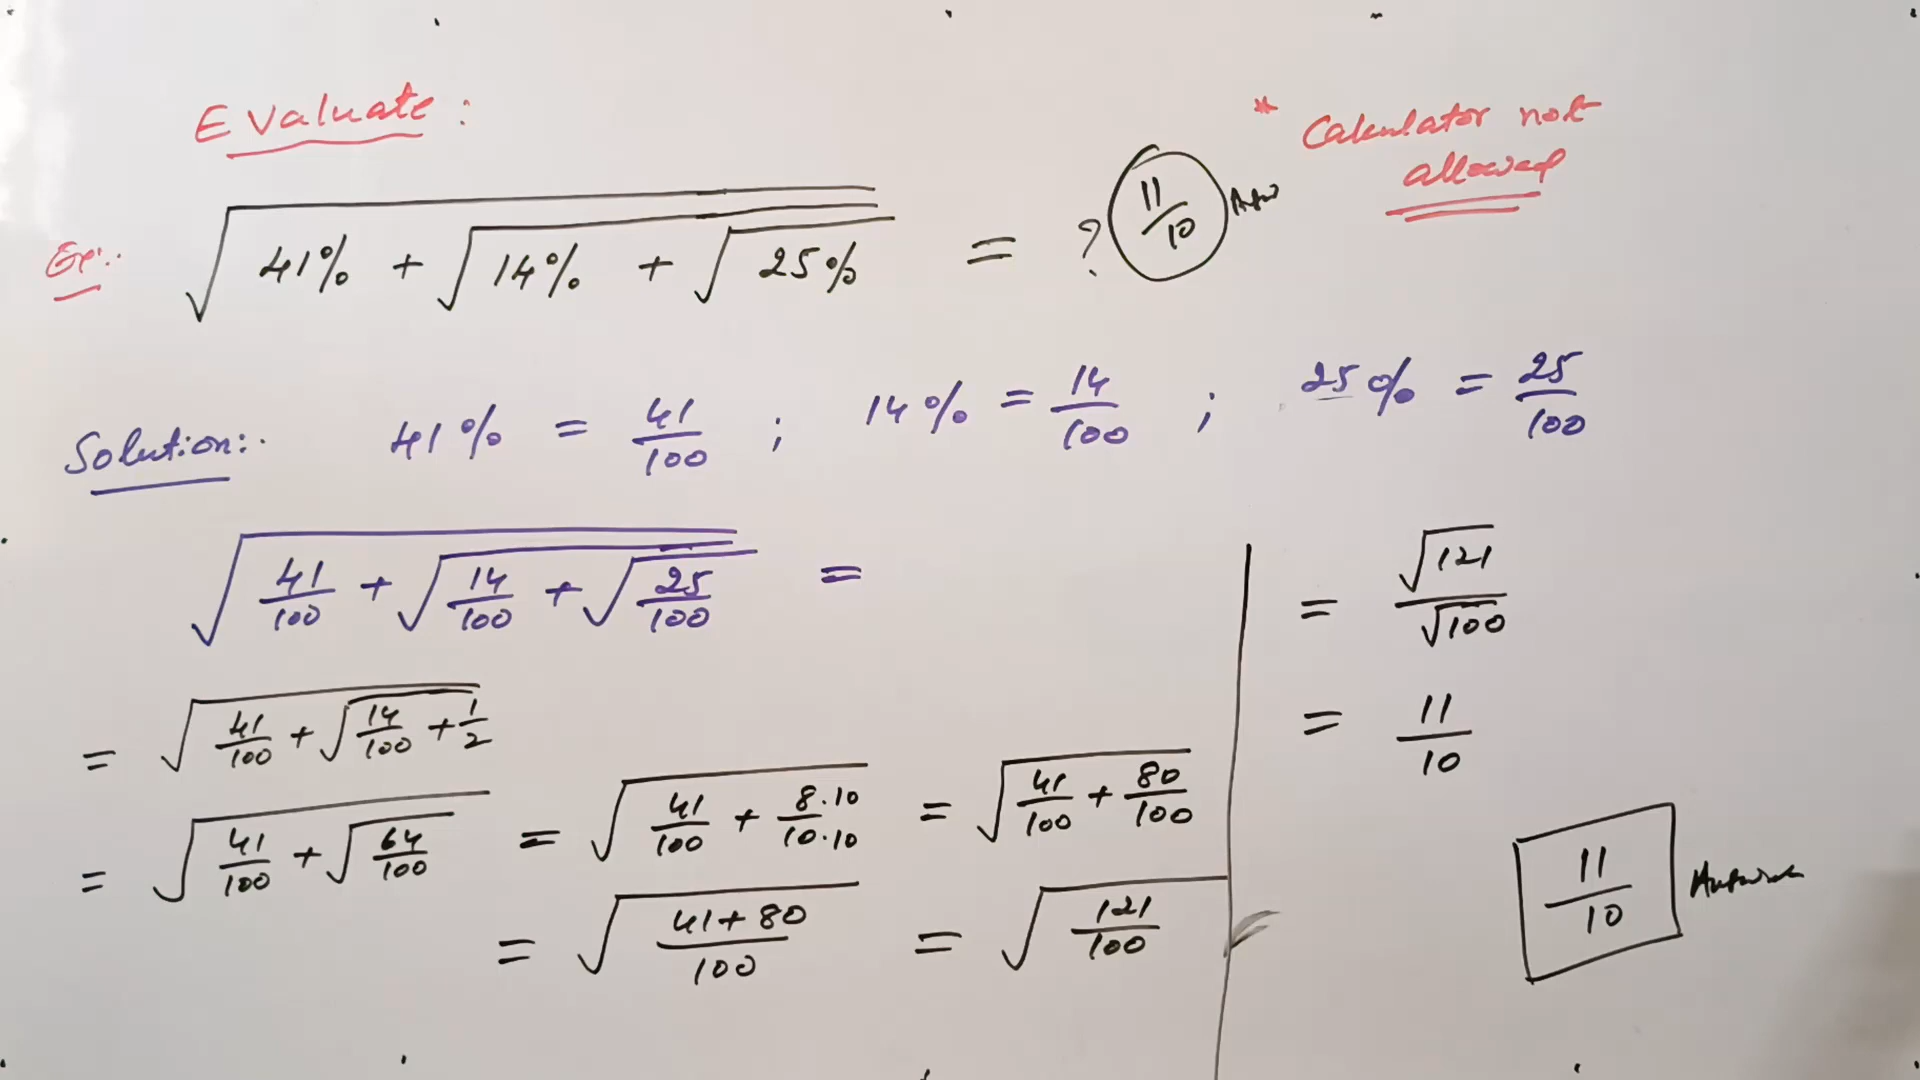 Evaluate:
* Calculator not
allowed
Ex:. √(41% + √(14% + √(25%))) = ? 11/10 Answ
Solution:. 41% = 41/100 ; 14% = 14/100 ; 25% = 25/100
√(41/100 + √(14/100 + √(25/100))) =
= √(41/100 + √(14/100 + 1/2))
= √(41/100 + √(64/100)) = √(41/100 + 8.10/10.10) = √(41/100 + 80/100)
= √((41+80)/100) = √(121/100)
= √121/√100
= 11/10
11/10 Answer